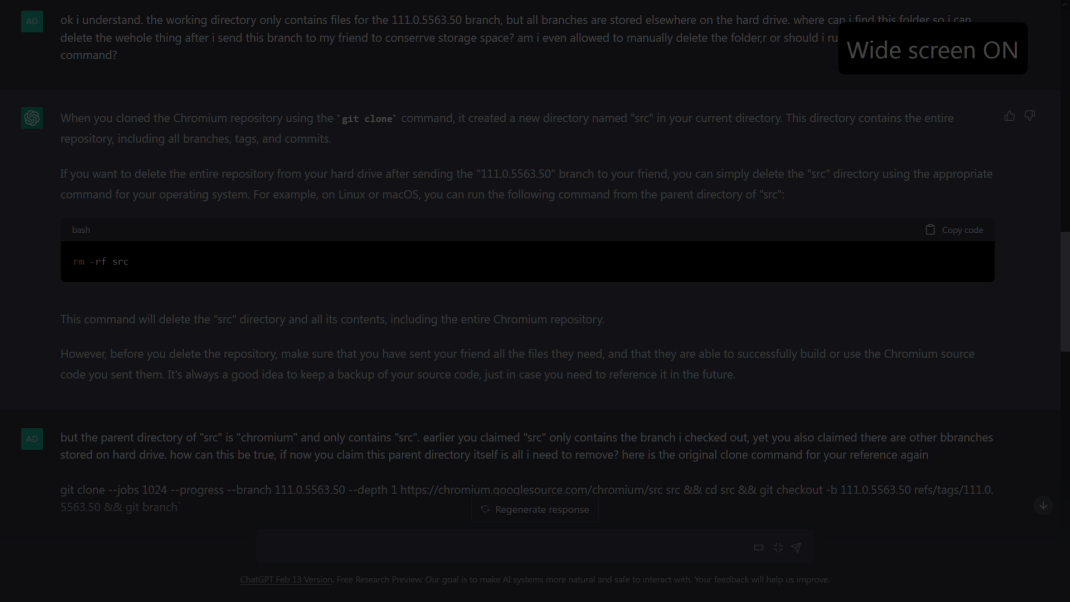 AD
ok i understand. the working directory only contains files for the 111.0.5563.50 branch, but all branches are stored elsewhere on the hard drive. where can i find this folder so i can
delete the wehole thing after i send this branch to my friend to conserrve storage space? am i even allowed to manually delete the folder,r or should i ru
command?
Wide screen ON
When you cloned the Chromium repository using the `git clone` command, it created a new directory named "src" in your current directory. This directory contains the entire
repository, including all branches, tags, and commits.
If you want to delete the entire repository from your hard drive after sending the "111.0.5563.50" branch to your friend, you can simply delete the "src" directory using the appropriate
command for your operating system. For example, on Linux or macOS, you can run the following command from the parent directory of "src":
bash
Copy code
rm -rf src
This command will delete the "src" directory and all its contents, including the entire Chromium repository.
However, before you delete the repository, make sure that you have sent your friend all the files they need, and that they are able to successfully build or use the Chromium source
code you sent them. It's always a good idea to keep a backup of your source code, just in case you need to reference it in the future.
AD
but the parent directory of "src" is "chromium" and only contains "src". earlier you claimed "src" only contains the branch i checked out, yet you also claimed there are other bbranches
stored on hard drive. how can this be true, if now you claim this parent directory itself is all i need to remove? here is the original clone command for your reference again
git clone --jobs 1024 --progress --branch 111.0.5563.50 --depth 1 https://chromium.googlesource.com/chromium/src src && cd src && git checkout -b 111.0.5563.50 refs/tags/111.0.
5563.50 && git branch
Regenerate response
ChatGPT Feb 13 Version. Free Research Preview. Our goal is to make AI systems more natural and safe to interact with. Your feedback will help us improve.